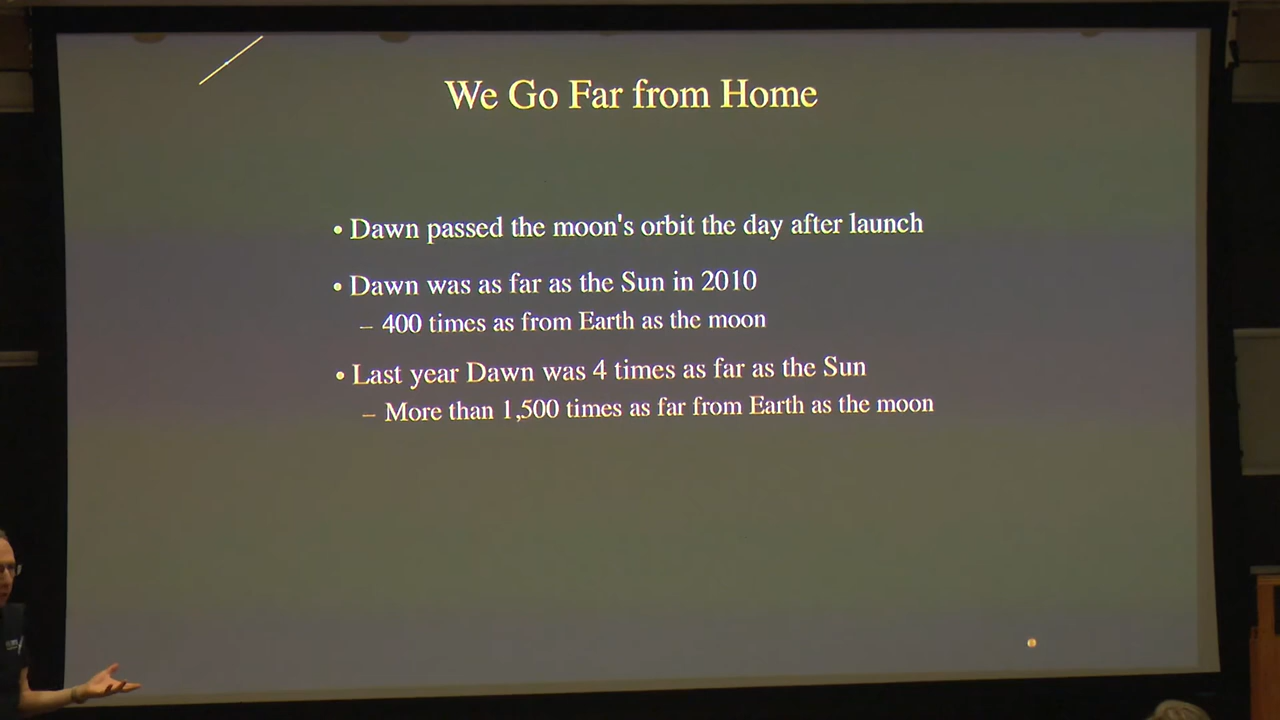 We Go Far from Home
• Dawn passed the moon's orbit the day after launch
• Dawn was as far as the Sun in 2010
– 400 times as from Earth as the moon
• Last year Dawn was 4 times as far as the Sun
– More than 1,500 times as far from Earth as the moon